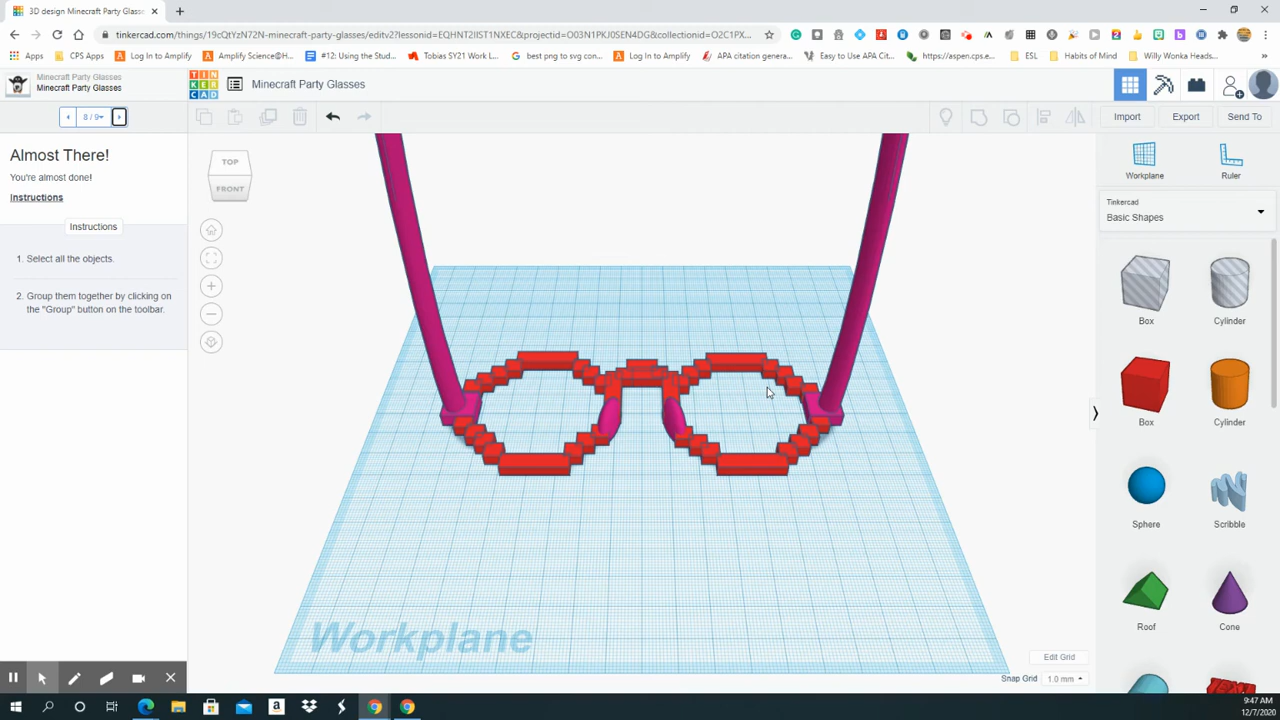 3D design Minecraft Party Glasse
tinkercad.com/things/19cQtYzN72N-minecraft-party-glasses/editv2?lessonid=EQHNT2IIST1NXEC&projectid=O03N1PKJ0SEN4DG&collectionid=O2C1PVX...
Apps
CPS Apps
Log In to Amplify
Amplify Science@H...
#12: Using the Stud...
Tobias SY21 Work L...
best png to svg con...
Log In to Amplify
APA citation genera...
Easy to Use APA Cit...
https://aspen.cps.e...
ESL
Habits of Mind
Willy Wonka Heads...
Minecraft Party Glasses
Minecraft Party Glasses
TIN
KER
CAD
Minecraft Party Glasses
8 / 9
Import
Export
Send To
Almost There!
You're almost done!
Instructions
Instructions
1. Select all the objects.
2. Group them together by clicking on
the "Group" button on the toolbar.
TOP
FRONT
Workplane
Edit Grid
Snap Grid 1.0 mm
Workplane
Ruler
Tinkercad
Basic Shapes
Box
Cylinder
Box
Cylinder
Sphere
Scribble
Roof
Cone
9:47 AM
12/7/2020